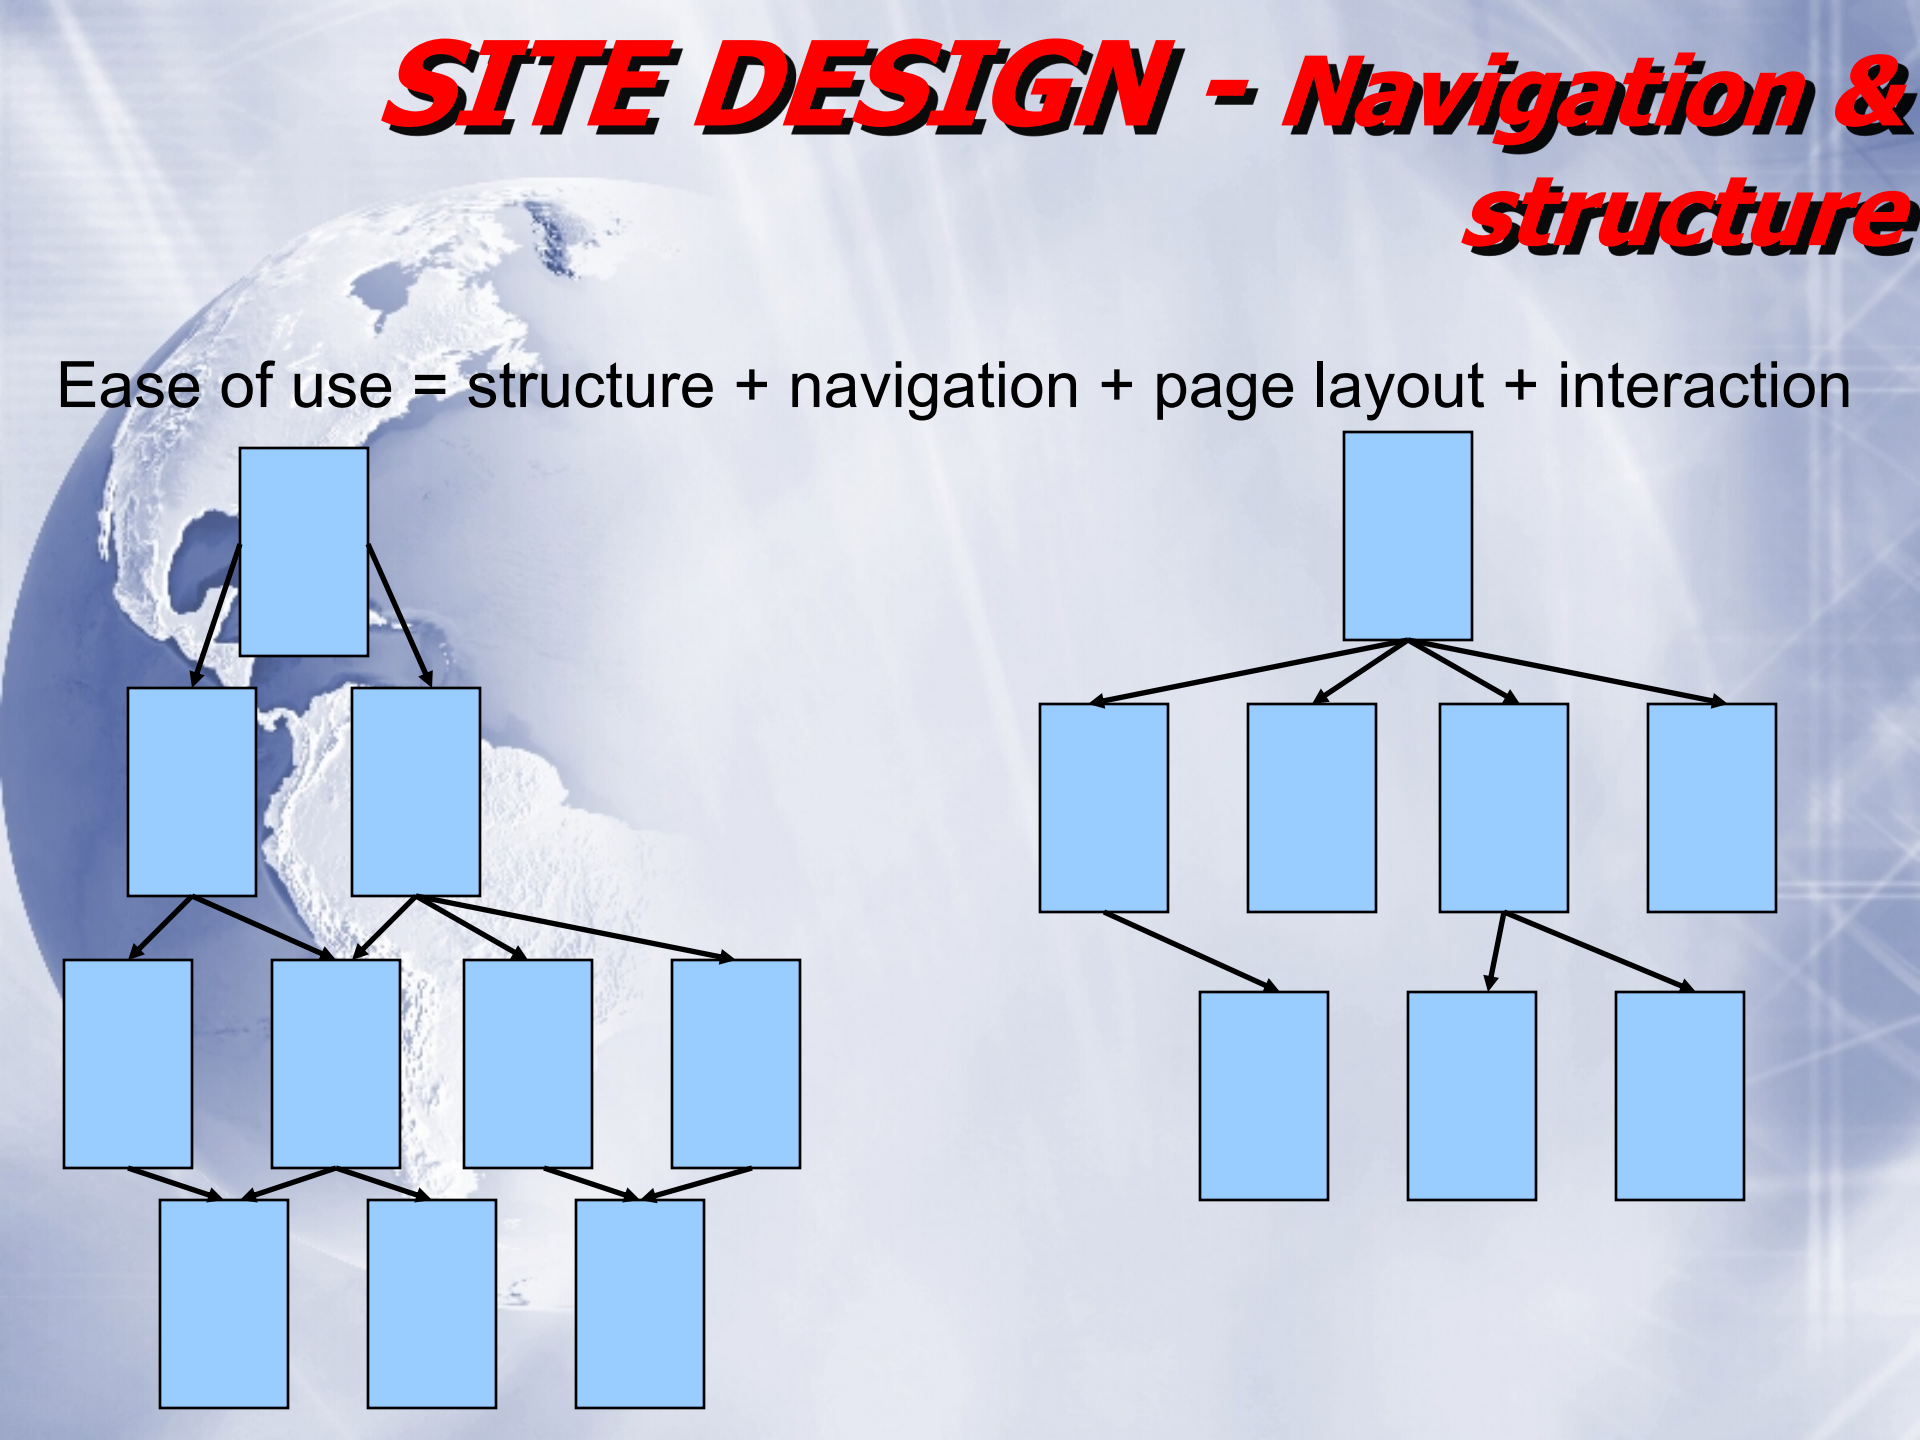 SITE DESIGN - Navigation &
structure
Ease of use = structure + navigation + page layout + interaction